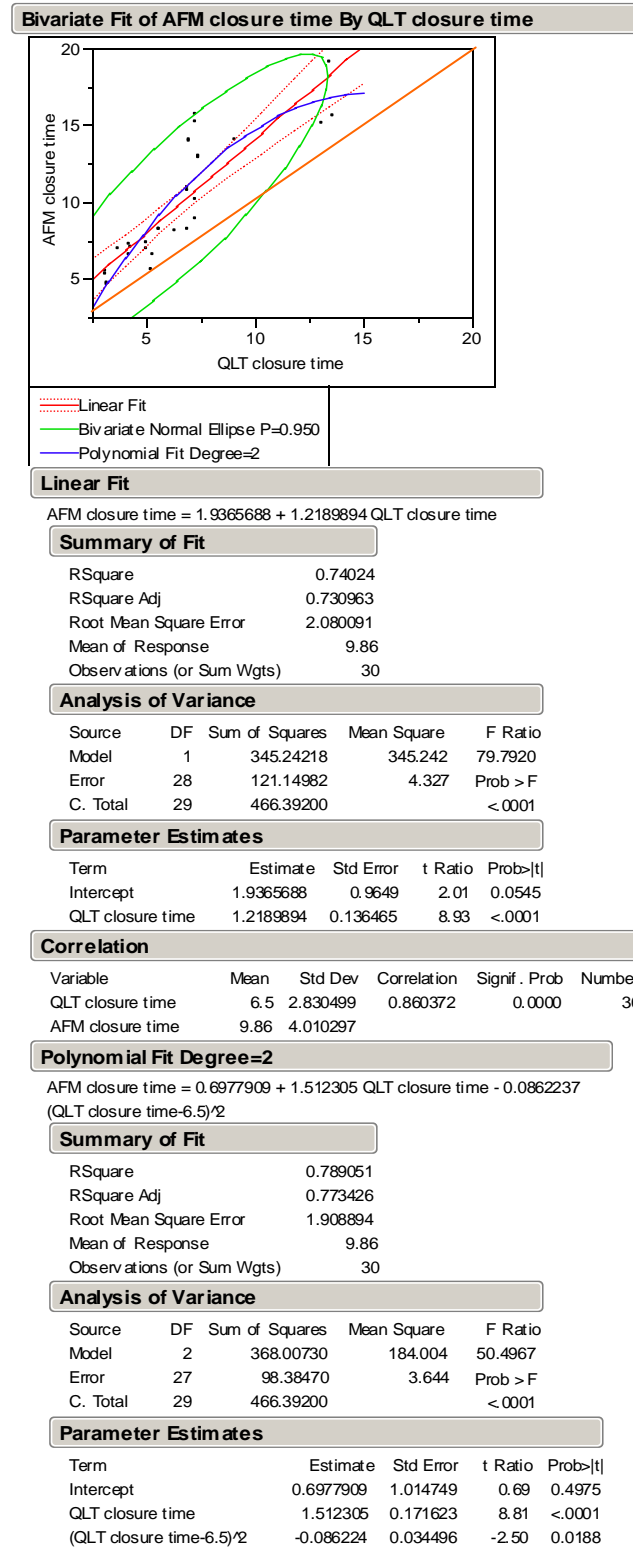 Bivariate Fit of AFM closure time By QLT closure time
20
15
10
5
AFM closure time
5 10 15 20
QLT closure time
Linear Fit
Bivariate Normal Ellipse P=0.950
Polynomial Fit Degree=2
Linear Fit
AFM closure time = 1.9365688 + 1.2189894 QLT closure time
Summary of Fit
RSquare 0.74024
RSquare Adj 0.730963
Root Mean Square Error 2.080091
Mean of Response 9.86
Observations (or Sum Wgts) 30
Analysis of Variance
Source DF Sum of Squares Mean Square F Ratio
Model 1 345.24218 345.242 79.7920
Error 28 121.14982 4.327 Prob > F
C. Total 29 466.39200 <.0001
Parameter Estimates
Term Estimate Std Error t Ratio Prob>|t|
Intercept 1.9365688 0.9649 2.01 0.0545
QLT closure time 1.2189894 0.136465 8.93 <.0001
Correlation
Variable Mean Std Dev Correlation Signif. Prob Numbe
QLT closure time 6.5 2.830499 0.860372 0.0000 30
AFM closure time 9.86 4.010297
Polynomial Fit Degree=2
AFM closure time = 0.6977909 + 1.512305 QLT closure time - 0.0862237
(QLT closure time-6.5)^2
Summary of Fit
RSquare 0.789051
RSquare Adj 0.773426
Root Mean Square Error 1.908894
Mean of Response 9.86
Observations (or Sum Wgts) 30
Analysis of Variance
Source DF Sum of Squares Mean Square F Ratio
Model 2 368.00730 184.004 50.4967
Error 27 98.38470 3.644 Prob > F
C. Total 29 466.39200 <.0001
Parameter Estimates
Term Estimate Std Error t Ratio Prob>|t|
Intercept 0.6977909 1.014749 0.69 0.4975
QLT closure time 1.512305 0.171623 8.81 <.0001
(QLT closure time-6.5)^2 -0.086224 0.034496 -2.50 0.0188